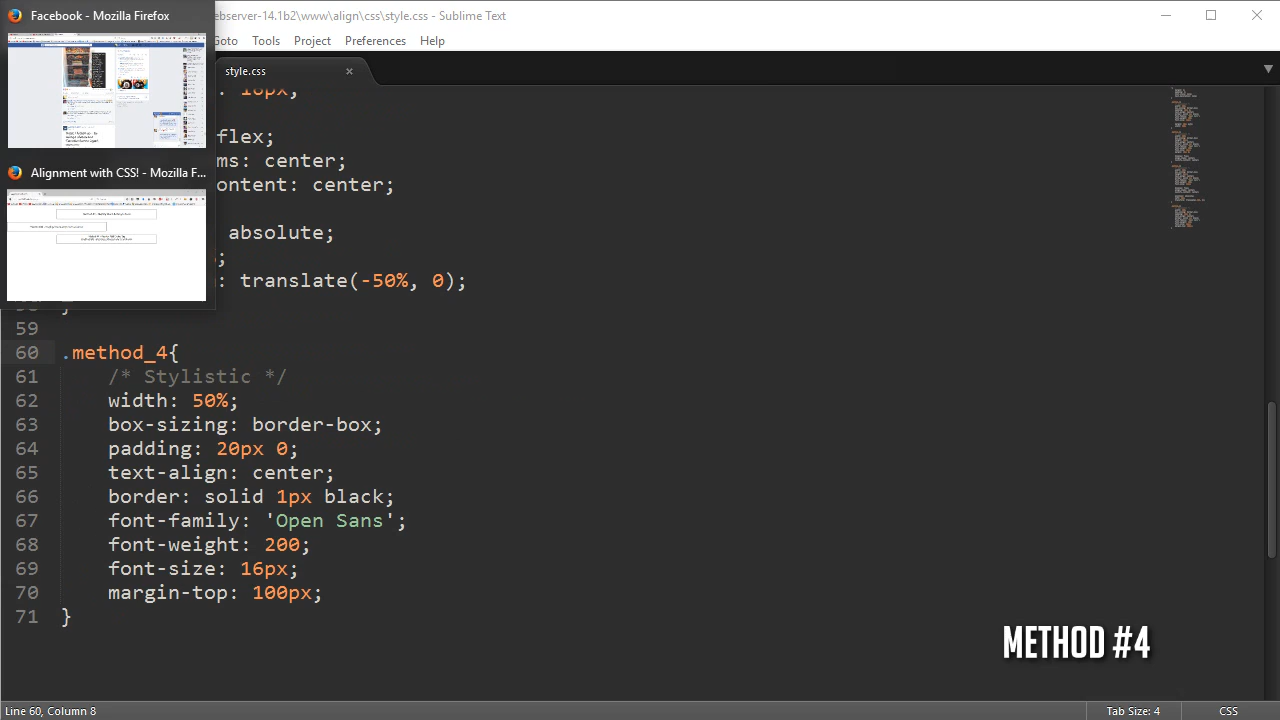 Facebook - Mozilla Firefox
ebserver-14.1b2\www\align\css\style.css - Sublime Text
Goto
Preferences
Help
style.css
: 16px;
flex;
ms: center;
ontent: center;
Alignment with CSS! - Mozilla F...
absolute;
;
: translate(-50%, 0);
}
59
60 .method_4{
61 /* Stylistic */
62 width: 50%;
63 box-sizing: border-box;
64 padding: 20px 0;
65 text-align: center;
66 border: solid 1px black;
67 font-family: 'Open Sans';
68 font-weight: 200;
69 font-size: 16px;
70 margin-top: 100px;
71 }
METHOD #4
Line 60, Column 8
Tab Size: 4
CSS